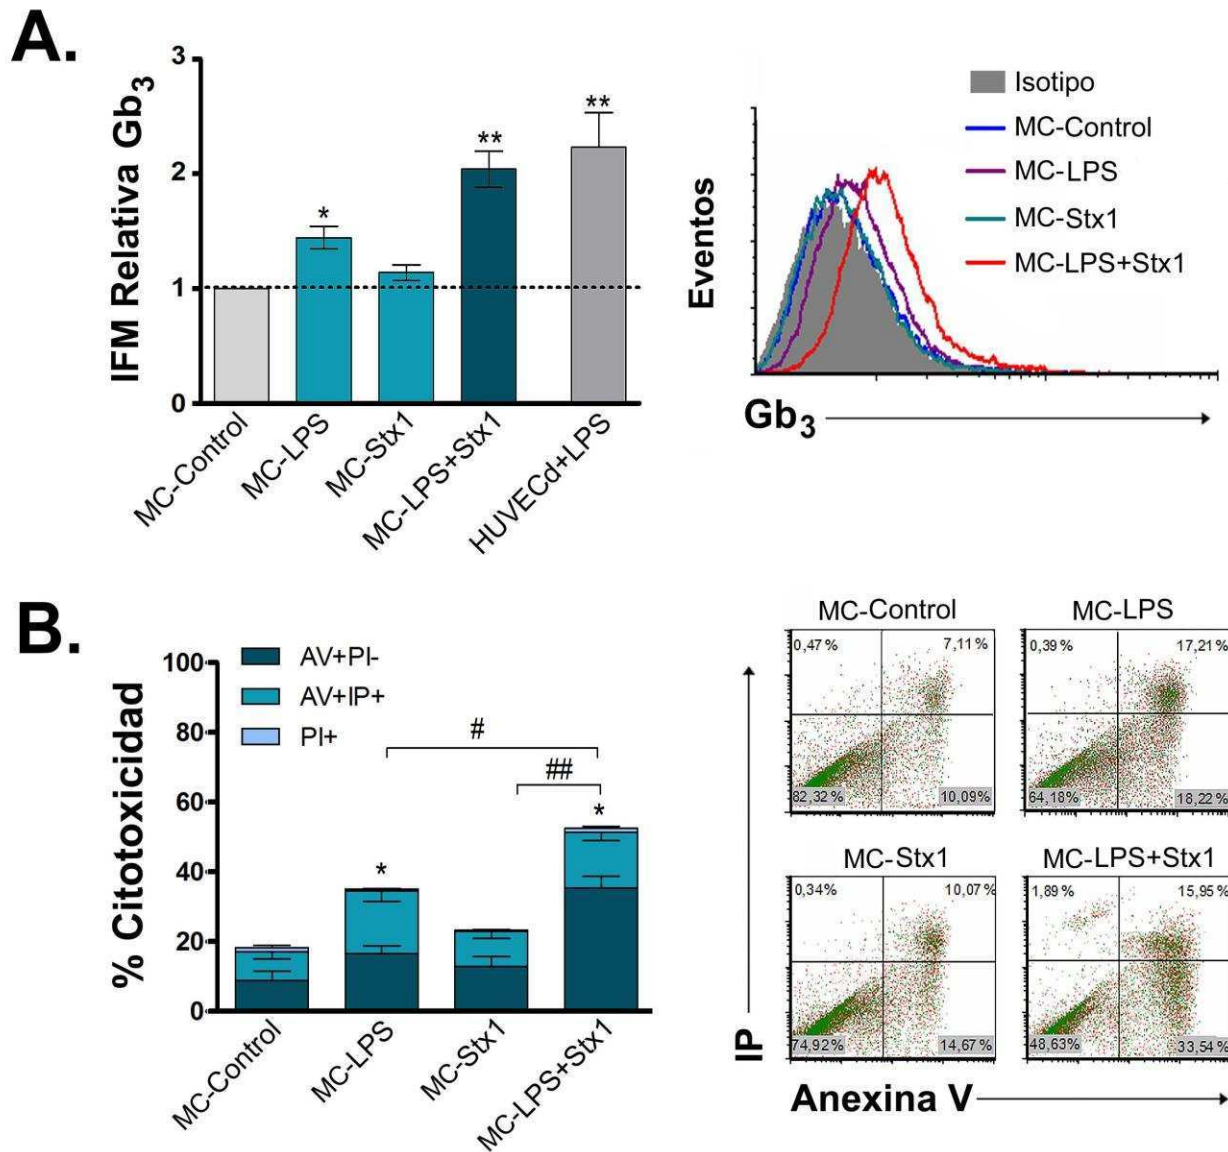 A.
IFM Relativa Gb3
3
2
1
0
*
**
**
MC-Control
MC-LPS
MC-Stx1
MC-LPS+Stx1
HUVECd+LPS
Eventos
Gb3
Isotipo
MC-Control
MC-LPS
MC-Stx1
MC-LPS+Stx1
B.
% Citotoxicidad
100
80
60
40
20
0
AV+PI-
AV+IP+
PI+
#
##
*
*
MC-Control
MC-LPS
MC-Stx1
MC-LPS+Stx1
MC-Control
0,47 %
7,11 %
82,32 %
10,09%
MC-LPS
0,39 %
17,21 %
64,18%
18,22 %
MC-Stx1
0,34 %
10,07 %
74,92%
14,67 %
MC-LPS+Stx1
1,89 %
15,95 %
48,63%
33,54 %
IP
Anexina V